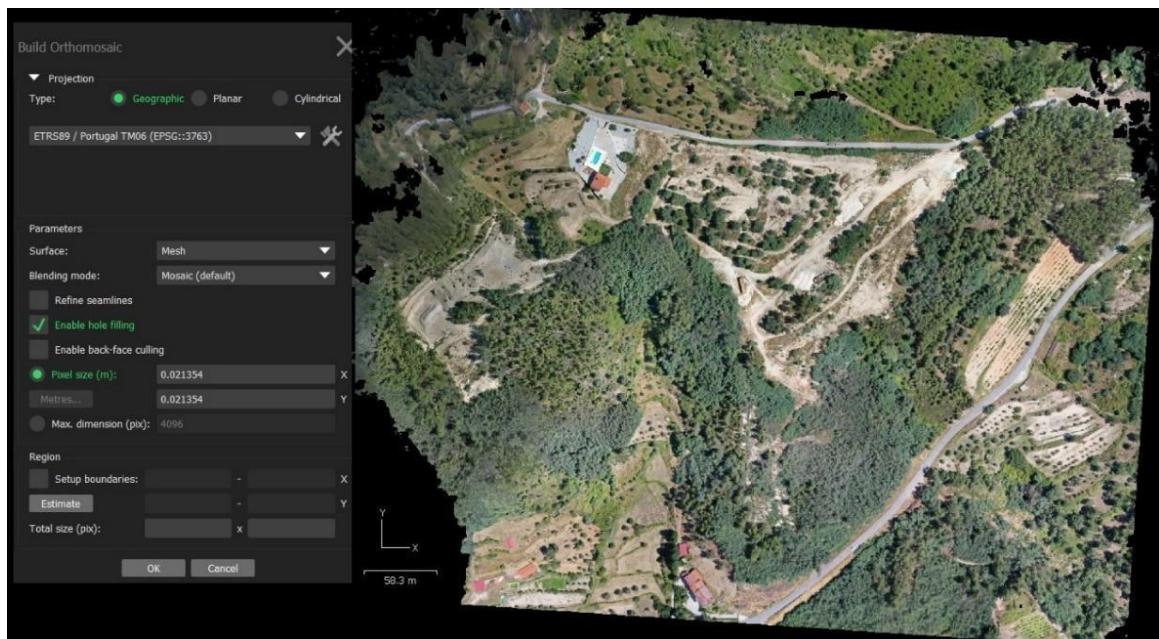 Build Orthomosaic
Projection
Type: Geographic Planar Cylindrical
ETRS89 / Portugal TM06 (EPSG::3763)
Parameters
Surface: Mesh
Blending mode: Mosaic (default)
Refine seamlines
Enable hole filling
Enable back-face culling
Pixel size (m): 0.021354 X
Metres... 0.021354 Y
Max. dimension (pix): 4096
Region
Setup boundaries: - X
Estimate - Y
Total size (pix): x
OK Cancel
Y
X
58.3 m